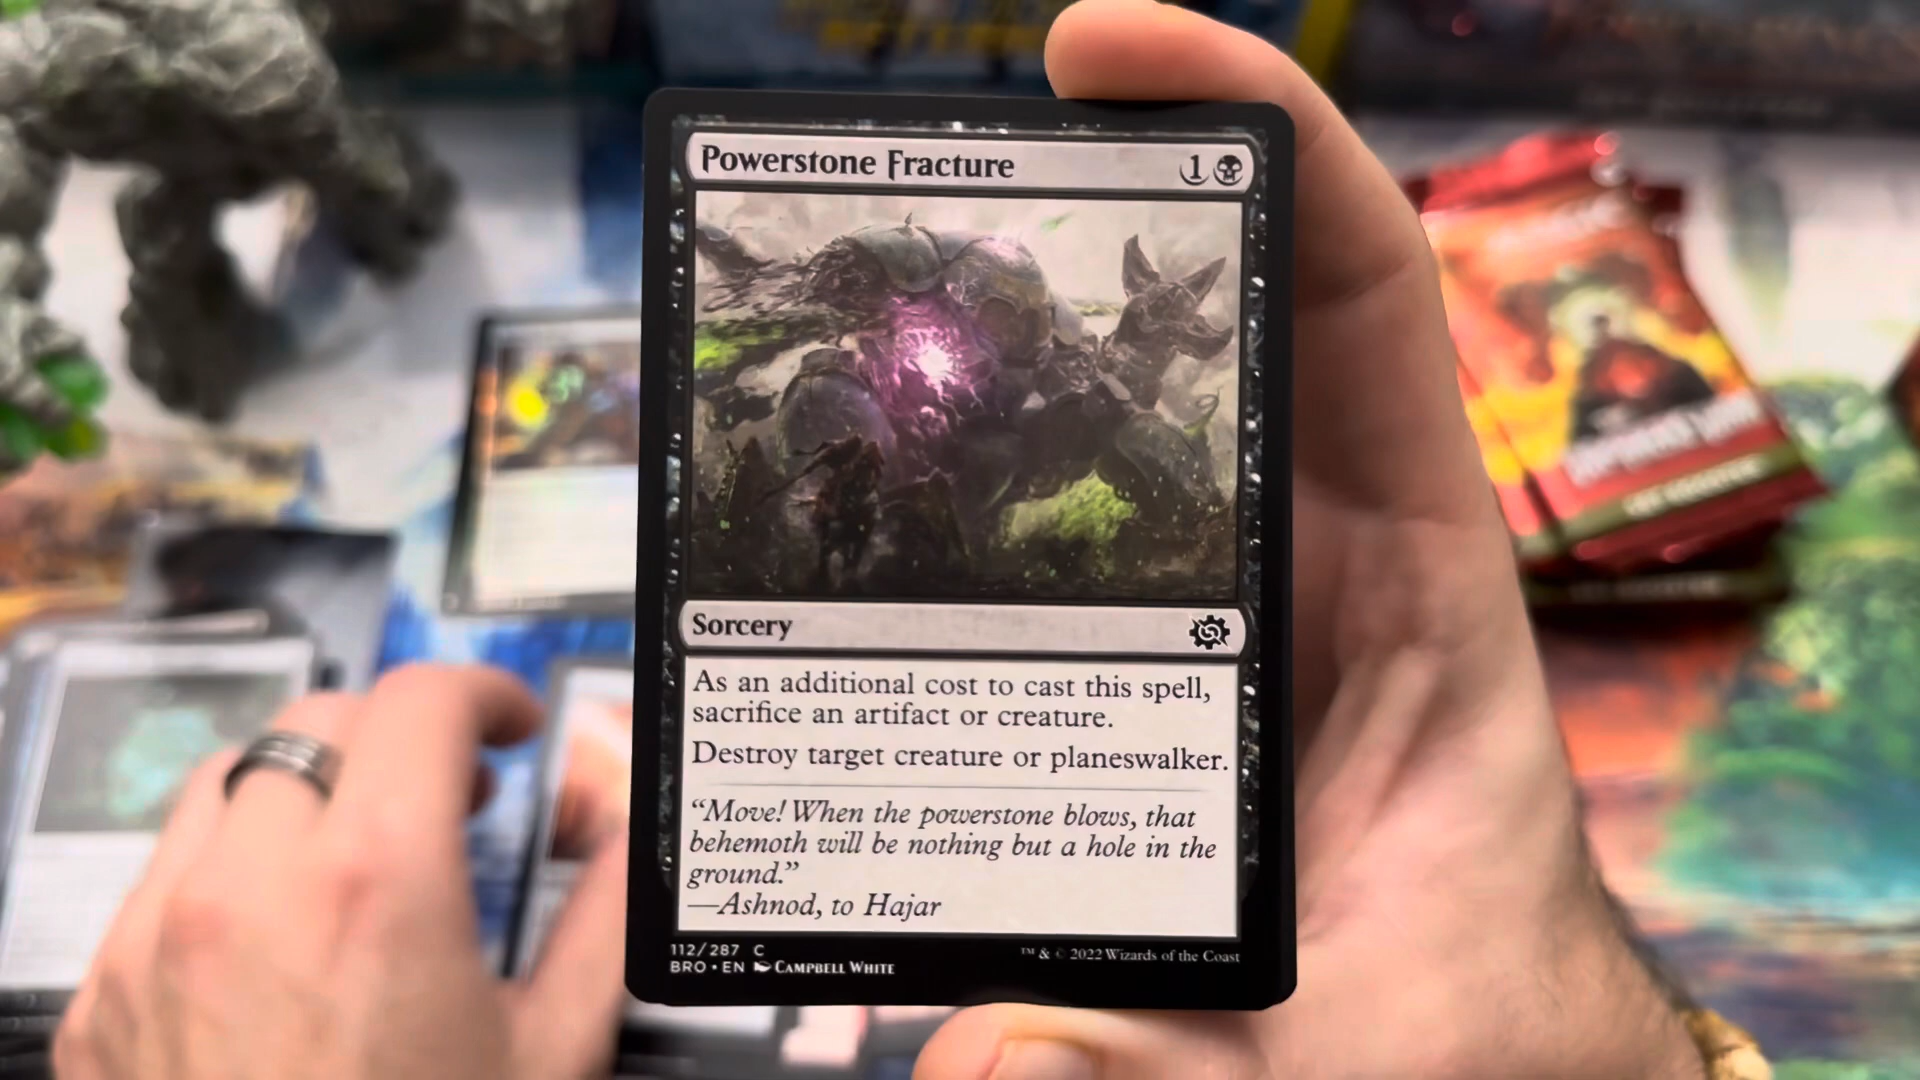 Powerstone Fracture 1
Sorcery
As an additional cost to cast this spell,
sacrifice an artifact or creature.
Destroy target creature or planeswalker.
“Move! When the powerstone blows, that
behemoth will be nothing but a hole in the
ground.”
—Ashnod, to Hajar
112/287 C
BRO • EN CAMPBELL WHITE
™ & © 2022 Wizards of the Coast